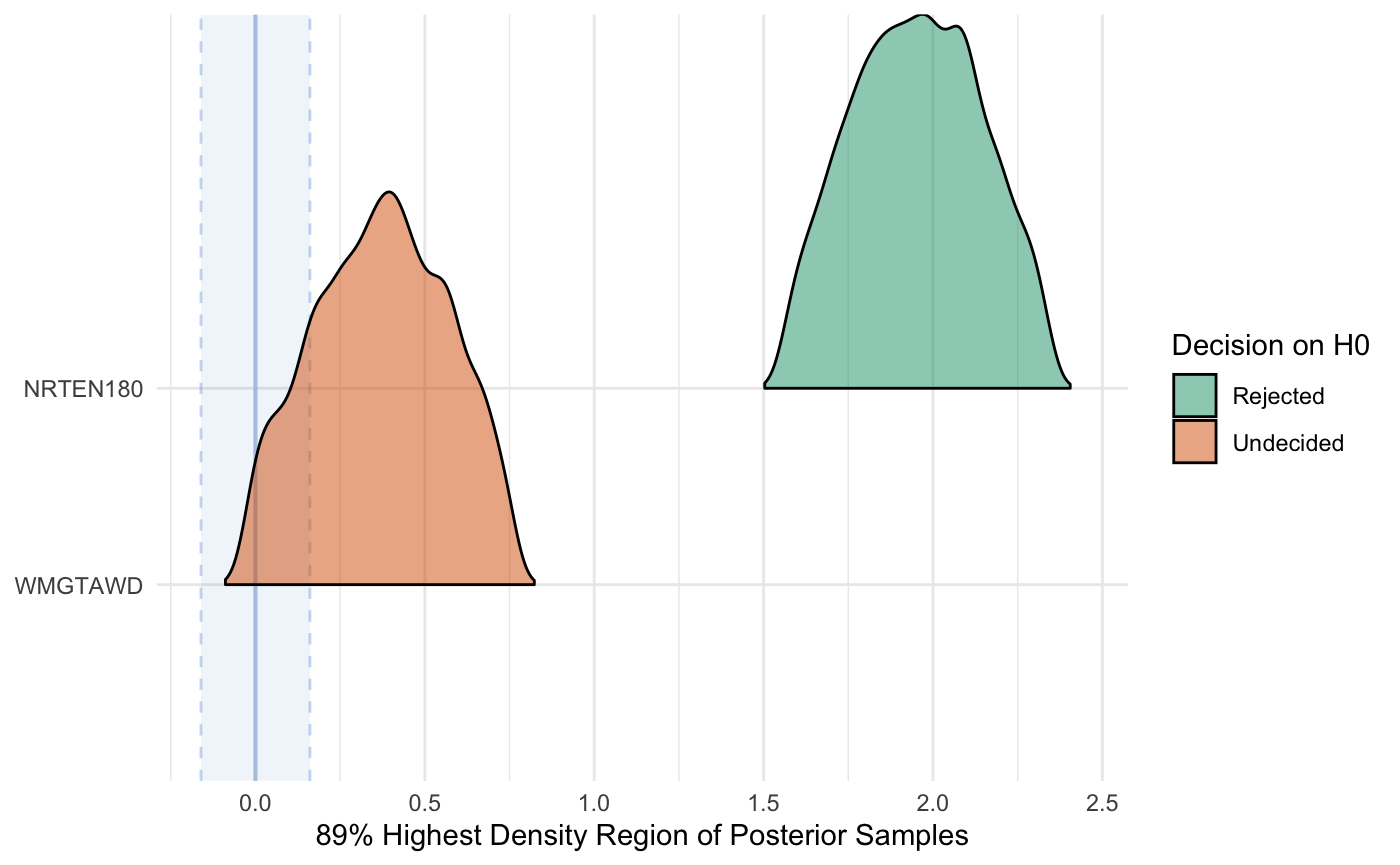 NRTEN180
WMGTAWD
0.0 0.5 1.0 1.5 2.0 2.5
89% Highest Density Region of Posterior Samples
Decision on H0
Rejected
Undecided